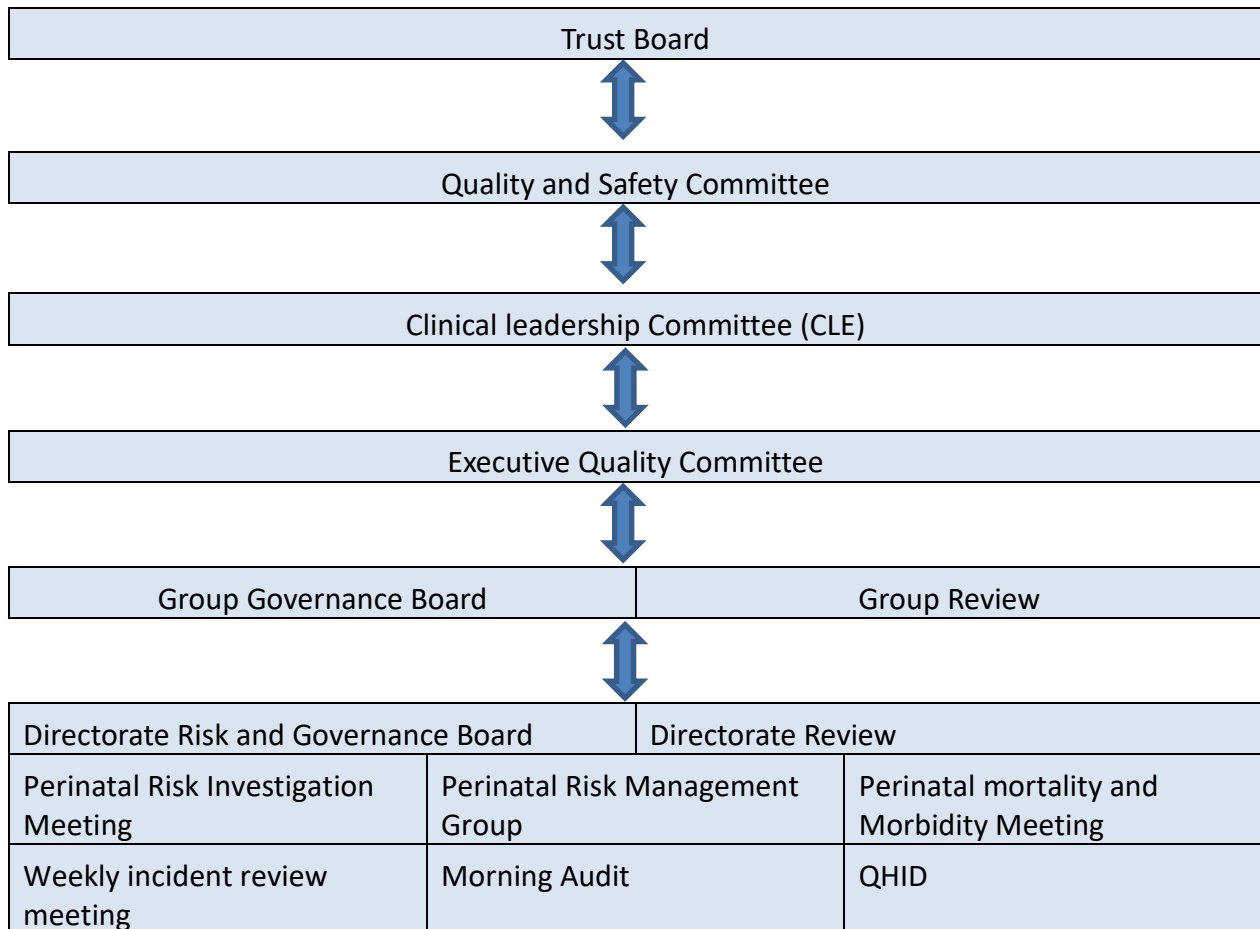 Trust Board
Quality and Safety Committee
Clinical leadership Committee (CLE)
Executive Quality Committee
Group Governance Board
Group Review
Directorate Risk and Governance Board
Directorate Review
Perinatal Risk Investigation
Meeting
Perinatal Risk Management
Group
Perinatal mortality and
Morbidity Meeting
Weekly incident review
meeting
Morning Audit
QHID